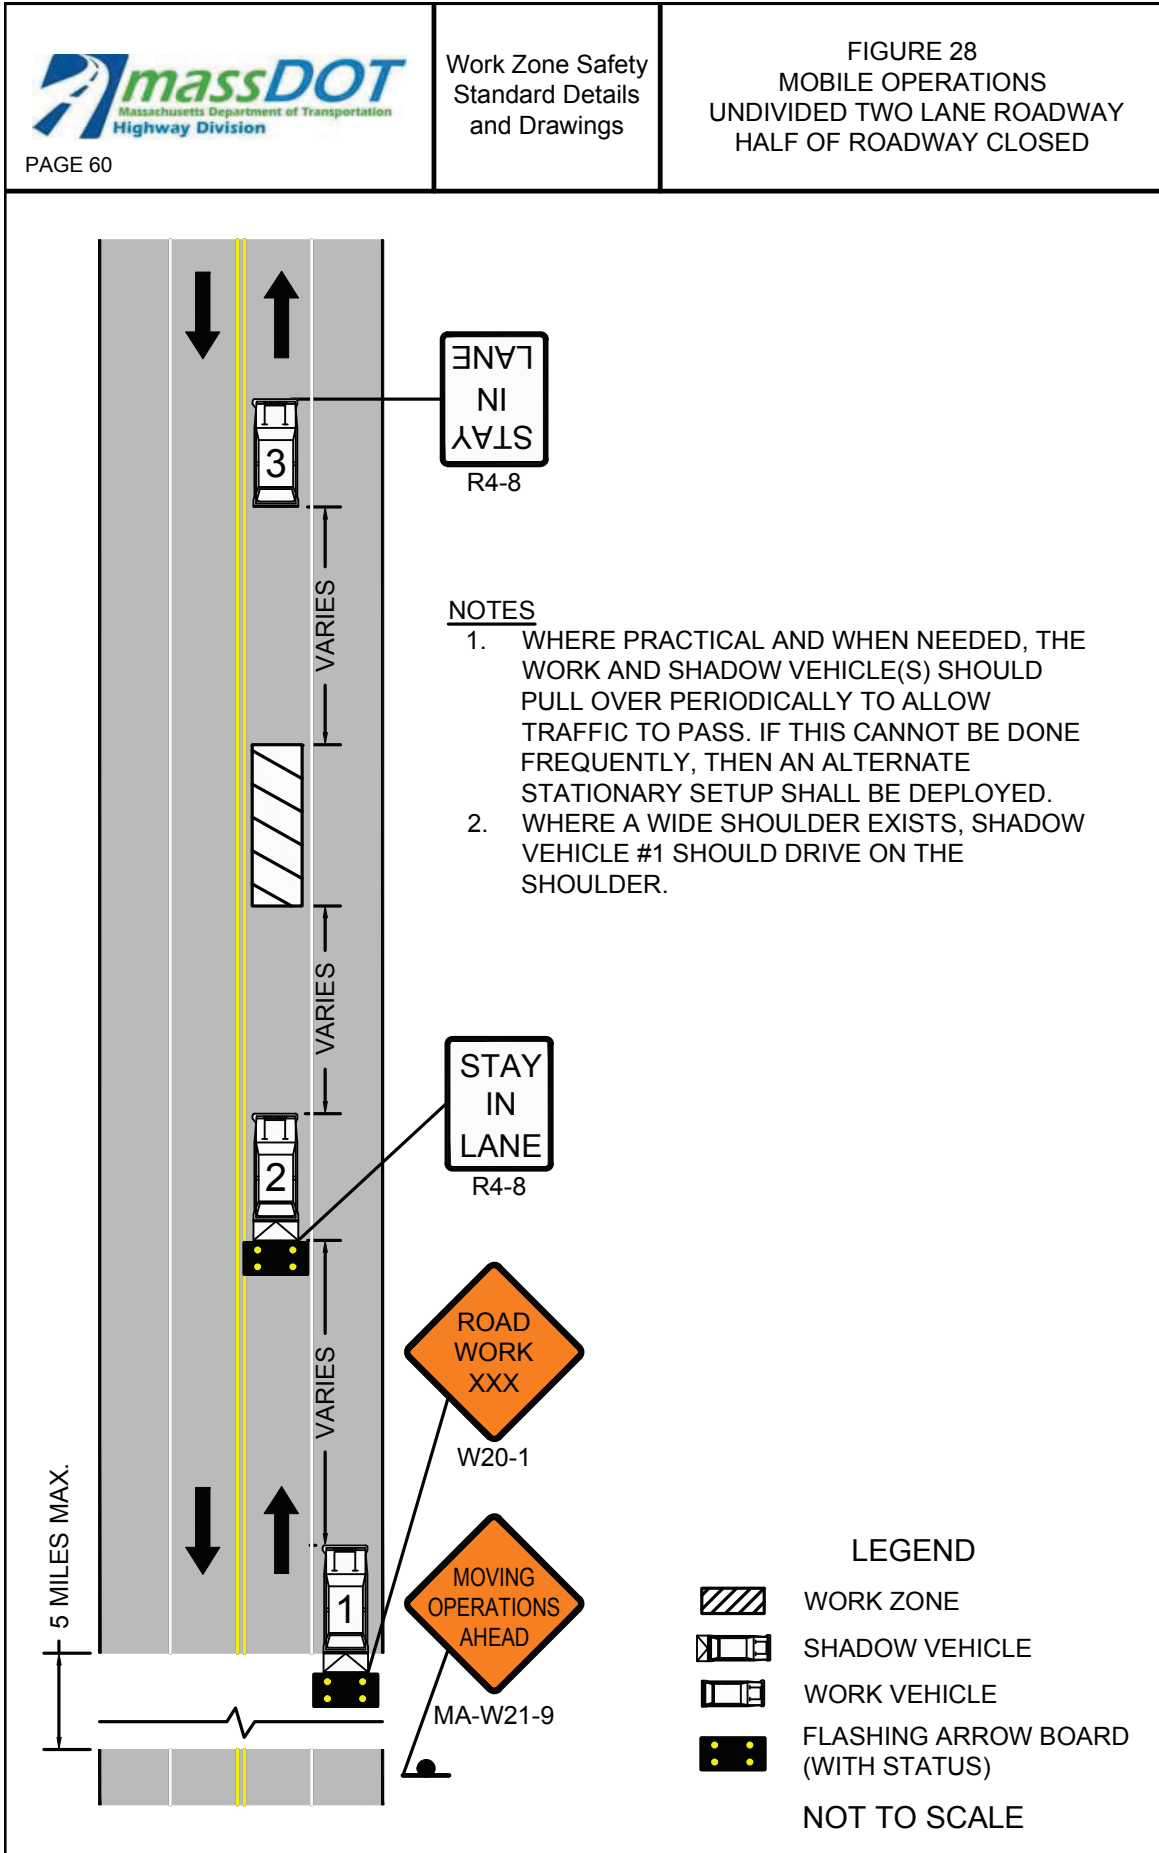 massDOT
Massachusetts Department of Transportation
Highway Division
PAGE 60
Work Zone Safety
Standard Details
and Drawings
FIGURE 28
MOBILE OPERATIONS
UNDIVIDED TWO LANE ROADWAY
HALF OF ROADWAY CLOSED
STAY
IN
LANE
R4-8
3
VARIES
NOTES
1. WHERE PRACTICAL AND WHEN NEEDED, THE
WORK AND SHADOW VEHICLE(S) SHOULD
PULL OVER PERIODICALLY TO ALLOW
TRAFFIC TO PASS. IF THIS CANNOT BE DONE
FREQUENTLY, THEN AN ALTERNATE
STATIONARY SETUP SHALL BE DEPLOYED.
2. WHERE A WIDE SHOULDER EXISTS, SHADOW
VEHICLE #1 SHOULD DRIVE ON THE
SHOULDER.
VARIES
STAY
IN
LANE
R4-8
2
ROAD
WORK
XXX
W20-1
VARIES
5 MILES MAX.
1
MOVING
OPERATIONS
AHEAD
MA-W21-9
LEGEND
WORK ZONE
SHADOW VEHICLE
WORK VEHICLE
FLASHING ARROW BOARD
(WITH STATUS)
NOT TO SCALE